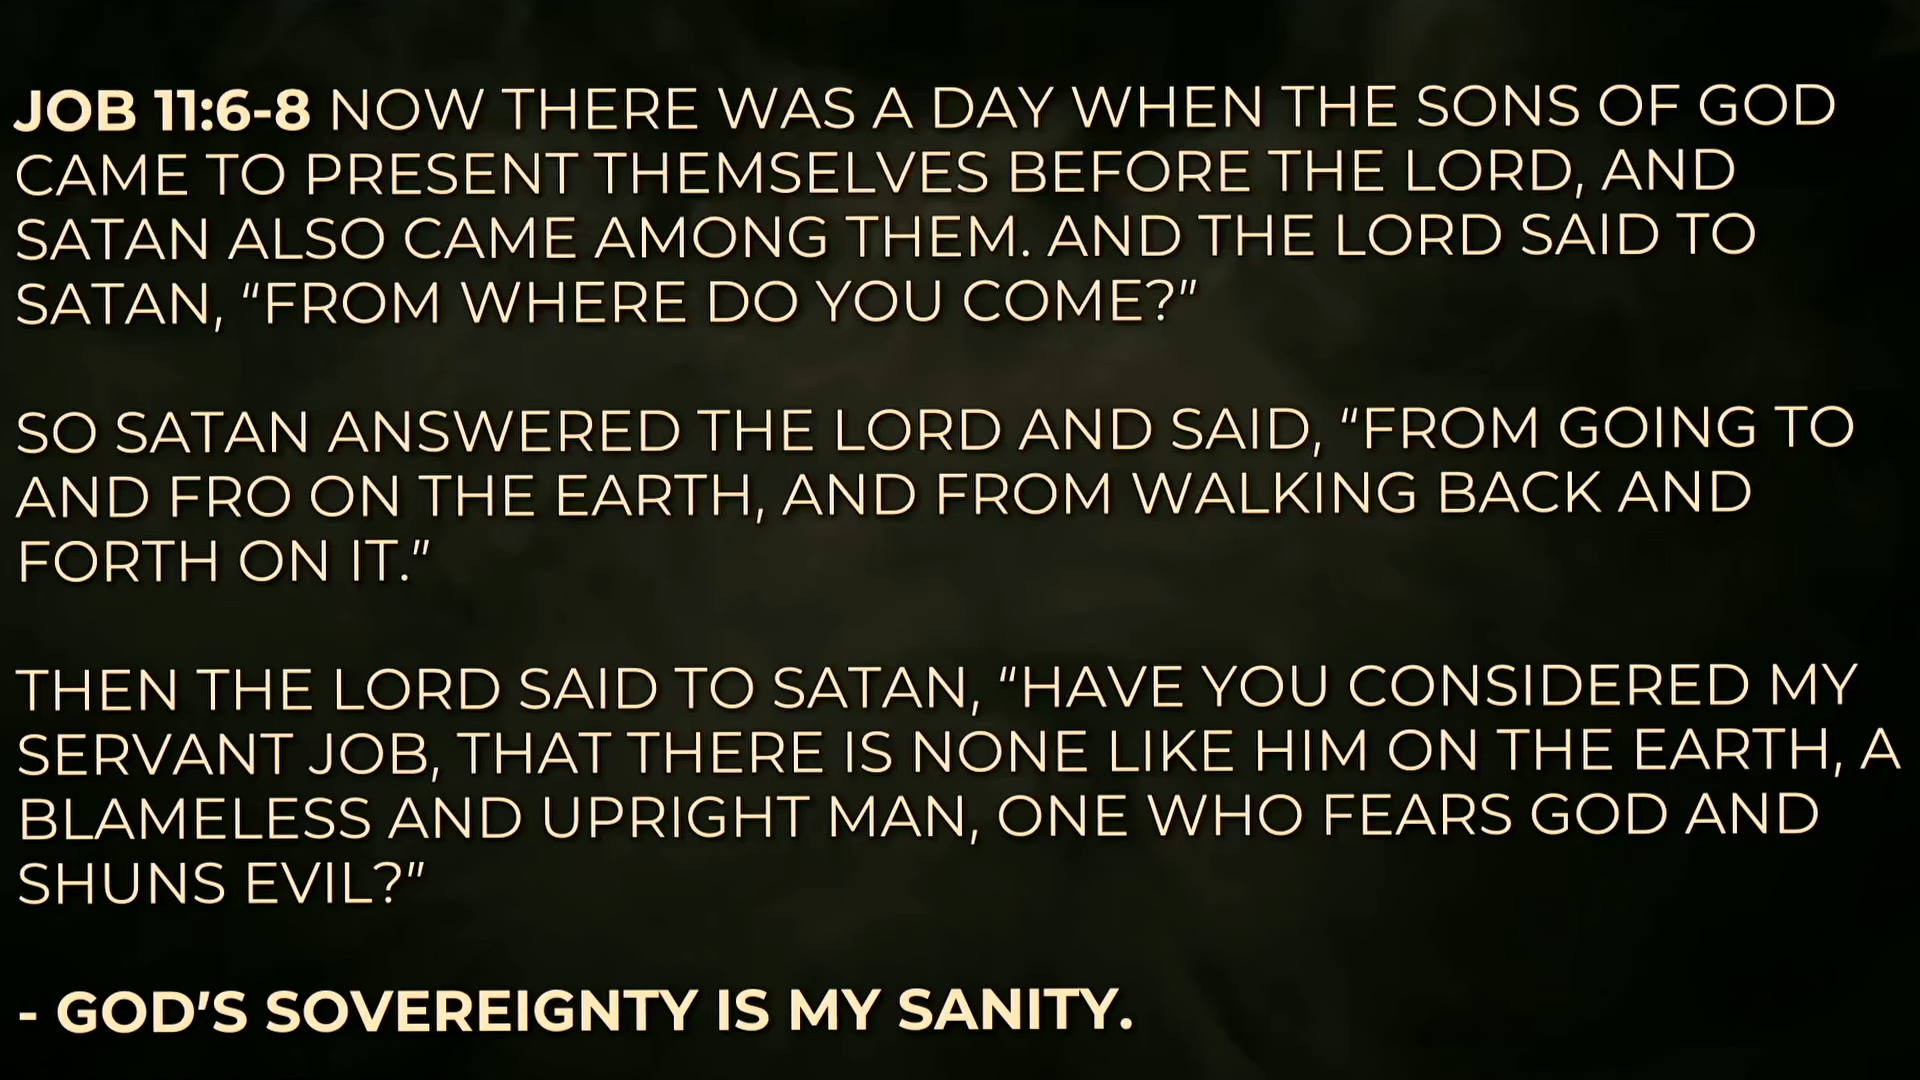 JOB 11:6-8 NOW THERE WAS A DAY WHEN THE SONS OF GOD
CAME TO PRESENT THEMSELVES BEFORE THE LORD, AND
SATAN ALSO CAME AMONG THEM. AND THE LORD SAID TO
SATAN, “FROM WHERE DO YOU COME?”
SO SATAN ANSWERED THE LORD AND SAID, “FROM GOING TO
AND FRO ON THE EARTH, AND FROM WALKING BACK AND
FORTH ON IT.”
THEN THE LORD SAID TO SATAN, “HAVE YOU CONSIDERED MY
SERVANT JOB, THAT THERE IS NONE LIKE HIM ON THE EARTH, A
BLAMELESS AND UPRIGHT MAN, ONE WHO FEARS GOD AND
SHUNS EVIL?”
- GOD'S SOVEREIGNTY IS MY SANITY.